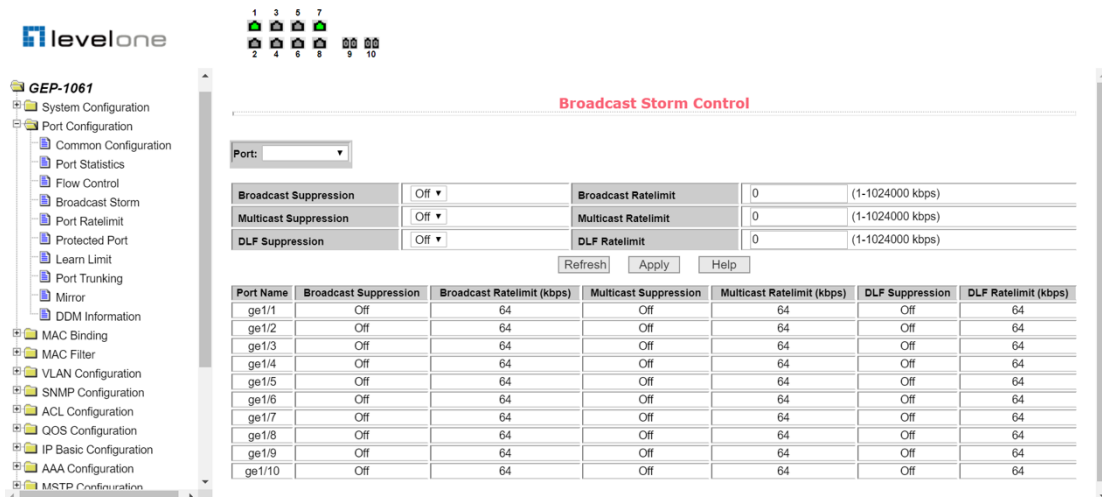 levelone
1 3 5 7
2 4 6 8 9 10
GEP-1061
System Configuration
Port Configuration
Common Configuration
Port Statistics
Flow Control
Broadcast Storm
Port Ratelimit
Protected Port
Learn Limit
Port Trunking
Mirror
DDM Information
MAC Binding
MAC Filter
VLAN Configuration
SNMP Configuration
ACL Configuration
QOS Configuration
IP Basic Configuration
AAA Configuration
MSTP Configuration
Broadcast Storm Control
Port:
Broadcast Suppression Off Broadcast Ratelimit 0 (1-1024000 kbps)
Multicast Suppression Off Multicast Ratelimit 0 (1-1024000 kbps)
DLF Suppression Off DLF Ratelimit 0 (1-1024000 kbps)
Refresh Apply Help
Port Name Broadcast Suppression Broadcast Ratelimit (kbps) Multicast Suppression Multicast Ratelimit (kbps) DLF Suppression DLF Ratelimit (kbps)
ge1/1 Off 64 Off 64 Off 64
ge1/2 Off 64 Off 64 Off 64
ge1/3 Off 64 Off 64 Off 64
ge1/4 Off 64 Off 64 Off 64
ge1/5 Off 64 Off 64 Off 64
ge1/6 Off 64 Off 64 Off 64
ge1/7 Off 64 Off 64 Off 64
ge1/8 Off 64 Off 64 Off 64
ge1/9 Off 64 Off 64 Off 64
ge1/10 Off 64 Off 64 Off 64